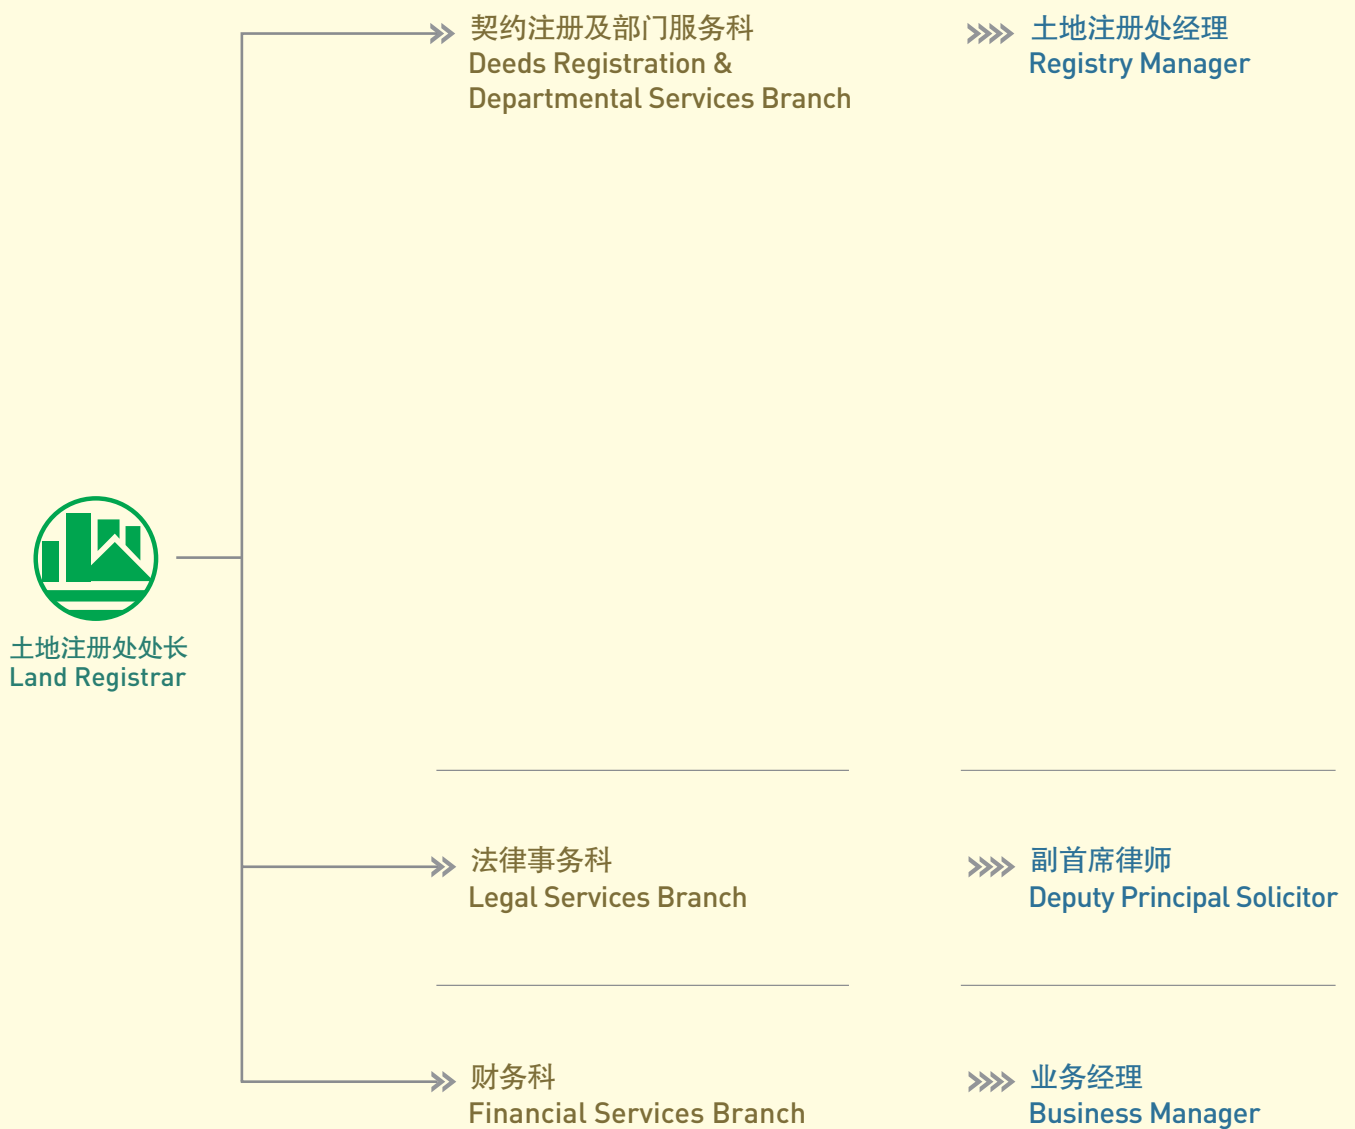 契约注册及部门服务科
Deeds Registration &
Departmental Services Branch
土地注册处经理
Registry Manager
土地注册处处长
Land Registrar
法律事务科
Legal Services Branch
副首席律师
Deputy Principal Solicitor
财务科
Financial Services Branch
业务经理
Business Manager